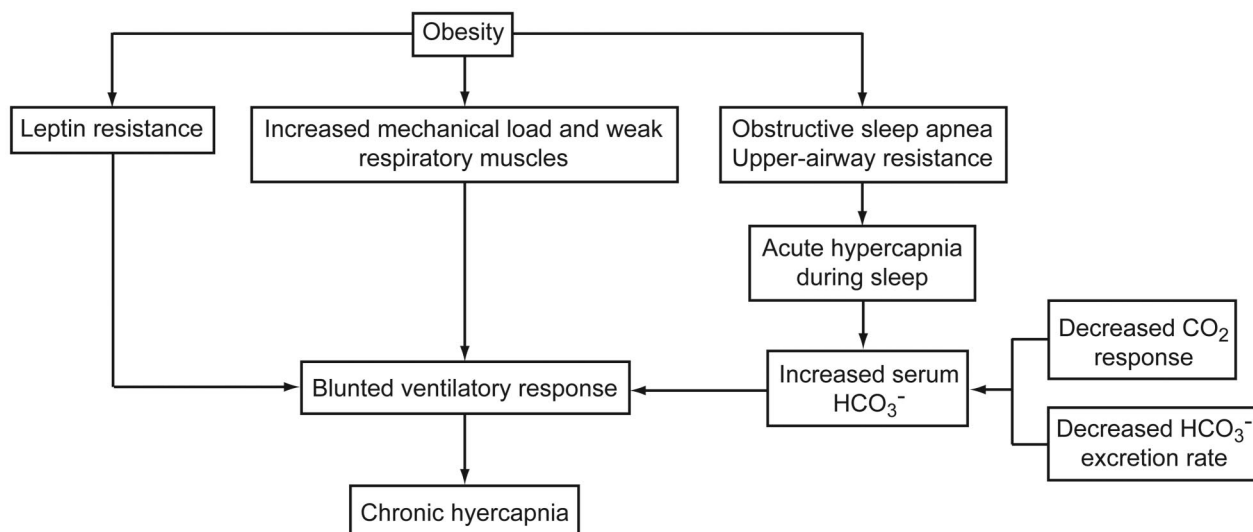 Obesity
Leptin resistance
Increased mechanical load and weak
respiratory muscles
Obstructive sleep apnea
Upper-airway resistance
Acute hypercapnia
during sleep
Decreased CO₂
response
Blunted ventilatory response
Increased serum
HCO₃⁻
Decreased HCO₃⁻
excretion rate
Chronic hyercapnia